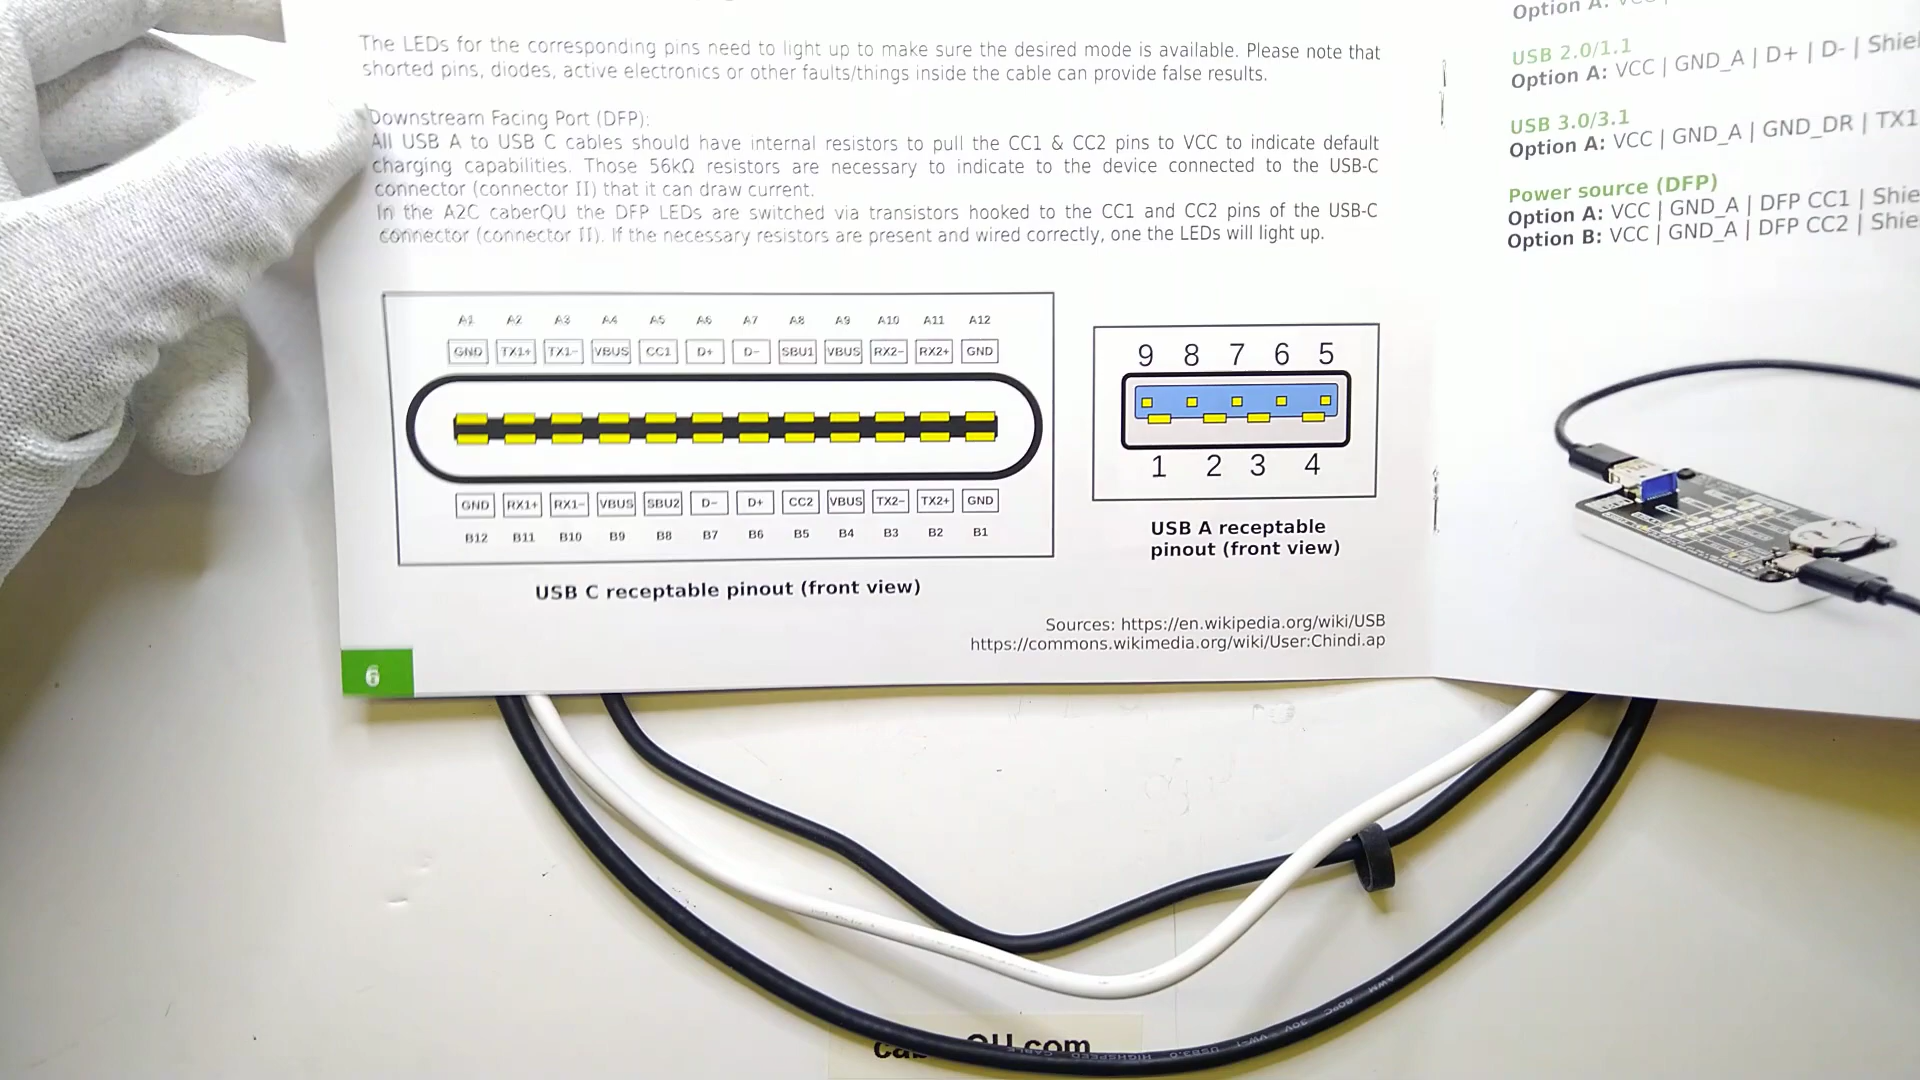 The LEDs for the corresponding pins need to light up to make sure the desired mode is available. Please note that
shorted pins, diodes, active electronics or other faults/things inside the cable can provide false results.
Downstream Facing Port (DFP):
All USB A to USB C cables should have internal resistors to pull the CC1 & CC2 pins to VCC to indicate default
charging capabilities. Those 56kΩ resistors are necessary to indicate to the device connected to the USB-C
connector (connector II) that it can draw current.
In the A2C caberQU the DFP LEDs are switched via transistors hooked to the CC1 and CC2 pins of the USB-C
connector (connector II). If the necessary resistors are present and wired correctly, one the LEDs will light up.
A1 A2 A3 A4 A5 A6 A7 A8 A9 A10 A11 A12
GND TX1+ TX1− VBUS CC1 D+ D− SBU1 VBUS RX2− RX2+ GND
GND RX1+ RX1− VBUS SBU2 D− D+ CC2 VBUS TX2− TX2+ GND
B12 B11 B10 B9 B8 B7 B6 B5 B4 B3 B2 B1
USB C receptable pinout (front view)
9 8 7 6 5
1 2 3 4
USB A receptable
pinout (front view)
Sources: https://en.wikipedia.org/wiki/USB
https://commons.wikimedia.org/wiki/User:Chindi.ap
6
Option A:
USB 2.0/1.1
Option A: VCC | GND_A | D+ | D- |
USB 3.0/3.1
Option A: VCC | GND_A | GND_DR |
Power source (DFP)
Option A: VCC | GND_A | DFP CC1 |
Option B: VCC | GND_A | DFP CC2 |
AWM 80°C 30V VW-1 USB3.0 HIGHSPEED CABLE